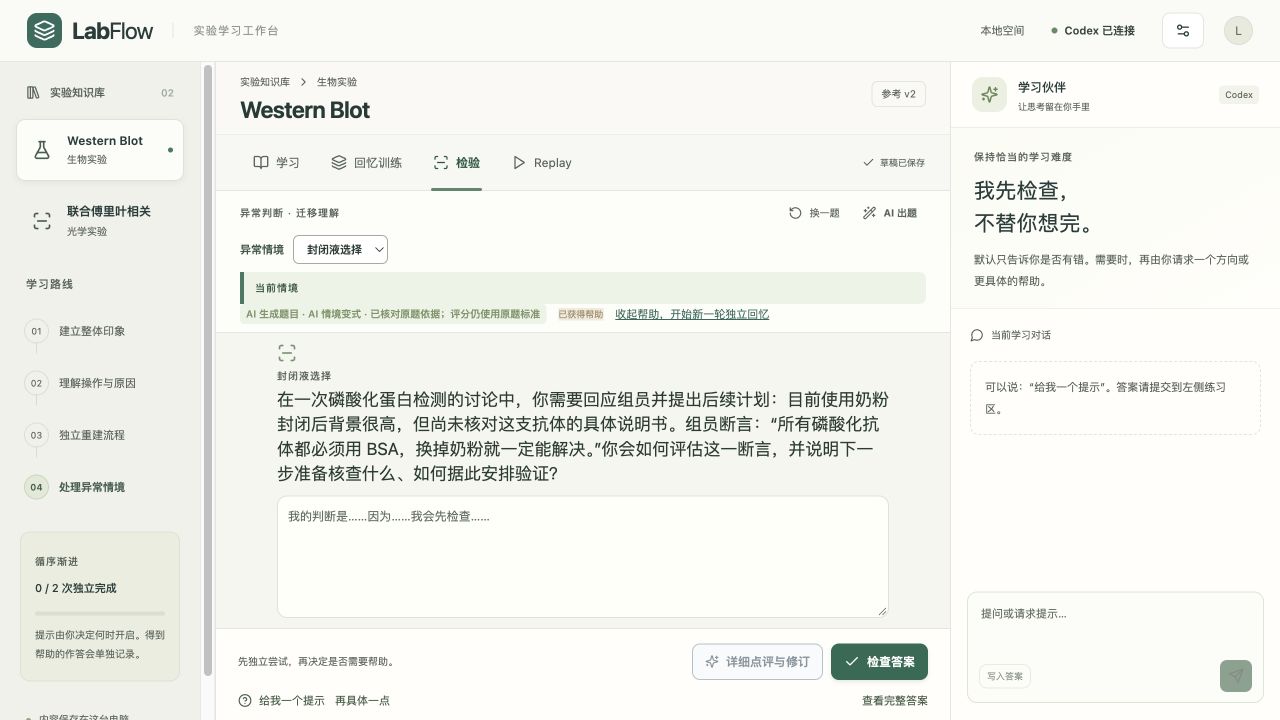 LabFlow
实验学习工作台
本地空间
Codex 已连接
L
实验知识库
02
Western Blot
生物实验
联合傅里叶相关
光学实验
学习路线
01
建立整体印象
02
理解操作与原因
03
独立重建流程
04
处理异常情境
循序渐进
0 / 2 次独立完成
提示由你决定何时开启。得到
帮助的作答会单独记录。
实验知识库
生物实验
Western Blot
参考 v2
学习
回忆训练
检验
Replay
草稿已保存
异常判断 · 迁移理解
换一题
AI 出题
异常情境
封闭液选择
当前情境
AI 生成题目 · AI 情境变式 · 已核对原题依据；评分仍使用原题标准
已获得帮助
收起帮助，开始新一轮独立回忆
封闭液选择
在一次磷酸化蛋白检测的讨论中，你需要回应组员并提出后续计划：目前使用奶粉
封闭后背景很高，但尚未核对这支抗体的具体说明书。组员断言：“所有磷酸化抗
体都必须用 BSA，换掉奶粉就一定能解决。”你会如何评估这一断言，并说明下一
步准备核查什么、如何据此安排验证？
我的判断是……因为……我会先检查……
先独立尝试，再决定是否需要帮助。
详细点评与修订
检查答案
给我一个提示
再具体一点
查看完整答案
学习伙伴
让思考留在你手里
Codex
保持恰当的学习难度
我先检查，
不替你想完。
默认只告诉你是否有错。需要时，再由你请求一个方向或
更具体的帮助。
当前学习对话
可以说：“给我一个提示”。答案请提交到左侧练习
区。
提问或请求提示…
写入答案